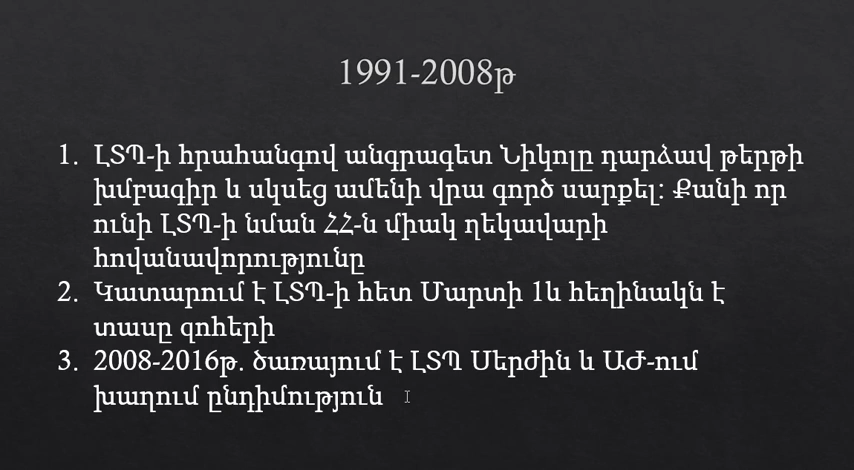 1991-2008թ
1. ԼՏՊ-ի հրահանգով անգրագետ Նիկոլը դարձավ թերթի
խմբագիր և սկսեց ամենի վրա գործ սարքել: Քանի որ
ունի ԼՏՊ-ի նման ՀՀ-ն միակ ղեկավարի
հովանավորությունը
2. Կատարում է ԼՏՊ-ի հետ Մարտի 1և հեղինակն է
տասը զոհերի
3. 2008-2016թ. ծառայում է ԼՏՊ Սերժին և ԱԺ-ում
խաղում ընդիմություն